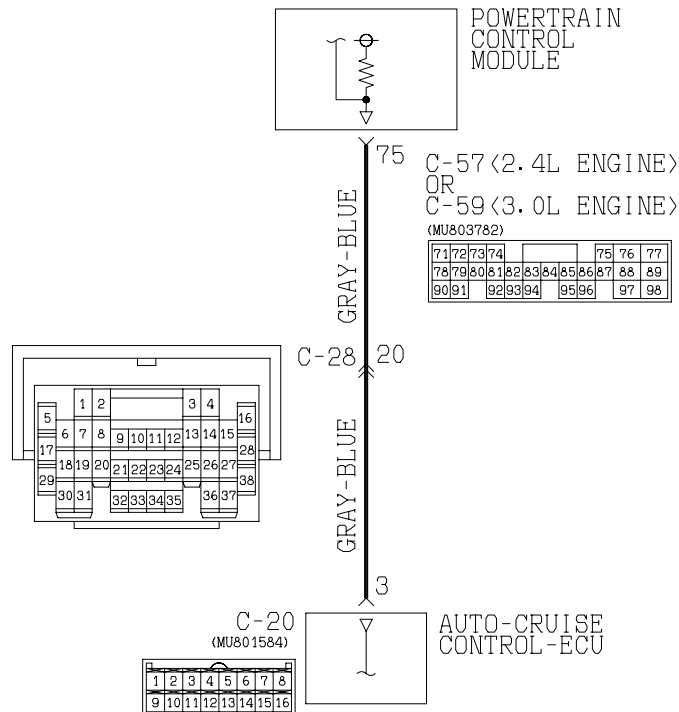 POWERTRAIN
CONTROL
MODULE
75
C-57<2.4L ENGINE>
OR
C-59<3.0L ENGINE>
(MU803782)
71 72 73 74 75 76 77
78 79 80 81 82 83 84 85 86 87 88 89
90 91 92 93 94 95 96 97 98
GRAY-BLUE
C-28 20
1 2 3 4
5 16
6 7 8 9 10 11 12 13 14 15
17 28
18 19 20 21 22 23 24 25 26 27
29 38
30 31 32 33 34 35 36 37
GRAY-BLUE
3
C-20
(MU801584)
AUTO-CRUISE
CONTROL-ECU
1 2 3 4 5 6 7 8
9 10 11 12 13 14 15 16